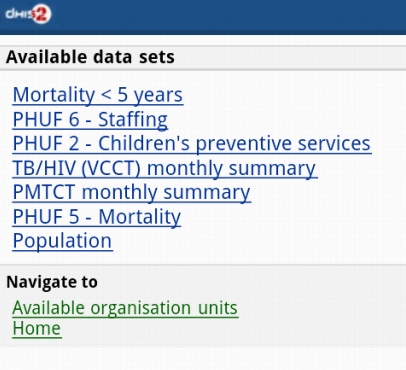 dhis2
Available data sets
Mortality < 5 years
PHUF 6 - Staffing
PHUF 2 - Children's preventive services
TB/HIV (VCCT) monthly summary
PMTCT monthly summary
PHUF 5 - Mortality
Population
Navigate to
Available organisation units
Home